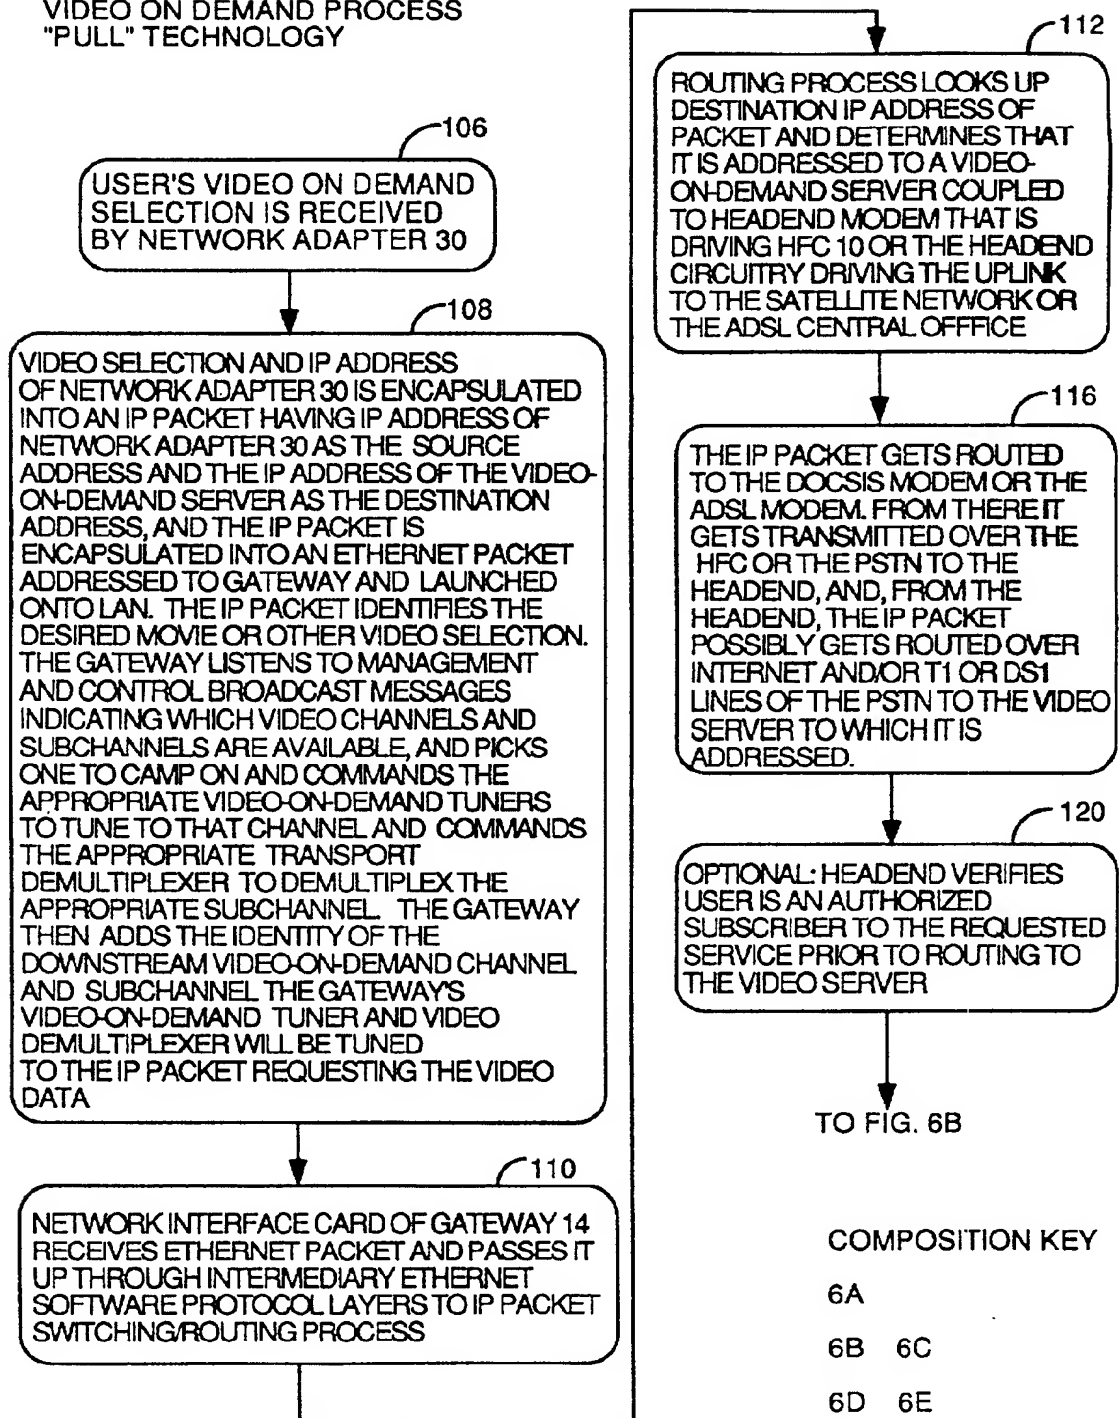 VIDEO ON DEMAND PROCESS
"PULL" TECHNOLOGY
106
USER'S VIDEO ON DEMAND
SELECTION IS RECEIVED
BY NETWORK ADAPTER 30
108
VIDEO SELECTION AND IP ADDRESS
OF NETWORK ADAPTER 30 IS ENCAPSULATED
INTO AN IP PACKET HAVING IP ADDRESS OF
NETWORK ADAPTER 30 AS THE SOURCE
ADDRESS AND THE IP ADDRESS OF THE VIDEO-
ON-DEMAND SERVER AS THE DESTINATION
ADDRESS, AND THE IP PACKET IS
ENCAPSULATED INTO AN ETHERNET PACKET
ADDRESSED TO GATEWAY AND LAUNCHED
ONTO LAN. THE IP PACKET IDENTIFIES THE
DESIRED MOVIE OR OTHER VIDEO SELECTION.
THE GATEWAY LISTENS TO MANAGEMENT
AND CONTROL BROADCAST MESSAGES
INDICATING WHICH VIDEO CHANNELS AND
SUBCHANNELS ARE AVAILABLE, AND PICKS
ONE TO CAMP ON AND COMMANDS THE
APPROPRIATE VIDEO-ON-DEMAND TUNERS
TO TUNE TO THAT CHANNEL AND COMMANDS
THE APPROPRIATE TRANSPORT
DEMULTIPLEXER TO DEMULTIPLEX THE
APPROPRIATE SUBCHANNEL. THE GATEWAY
THEN ADDS THE IDENTITY OF THE
DOWNSTREAM VIDEO-ON-DEMAND CHANNEL
AND SUBCHANNEL THE GATEWAY'S
VIDEO-ON-DEMAND TUNER AND VIDEO
DEMULTIPLEXER WILL BE TUNED
TO THE IP PACKET REQUESTING THE VIDEO
DATA
110
NETWORK INTERFACE CARD OF GATEWAY 14
RECEIVES ETHERNET PACKET AND PASSES IT
UP THROUGH INTERMEDIARY ETHERNET
SOFTWARE PROTOCOL LAYERS TO IP PACKET
SWITCHING/ROUTING PROCESS
112
ROUTING PROCESS LOOKS UP
DESTINATION IP ADDRESS OF
PACKET AND DETERMINES THAT
IT IS ADDRESSED TO A VIDEO-
ON-DEMAND SERVER COUPLED
TO HEADEND MODEM THAT IS
DRIVING HFC 10 OR THE HEADEND
CIRCUITRY DRIVING THE UPLINK
TO THE SATELLITE NETWORK OR
THE ADSL CENTRAL OFFFICE
116
THE IP PACKET GETS ROUTED
TO THE DOCSIS MODEM OR THE
ADSL MODEM. FROM THERE IT
GETS TRANSMITTED OVER THE
HFC OR THE PSTN TO THE
HEADEND, AND, FROM THE
HEADEND, THE IP PACKET
POSSIBLY GETS ROUTED OVER
INTERNET AND/OR T1 OR DS1
LINES OF THE PSTN TO THE VIDEO
SERVER TO WHICH IT IS
ADDRESSED.
120
OPTIONAL: HEADEND VERIFIES
USER IS AN AUTHORIZED
SUBSCRIBER TO THE REQUESTED
SERVICE PRIOR TO ROUTING TO
THE VIDEO SERVER
TO FIG. 6B
COMPOSITION KEY
6A
6B 6C
6D 6E